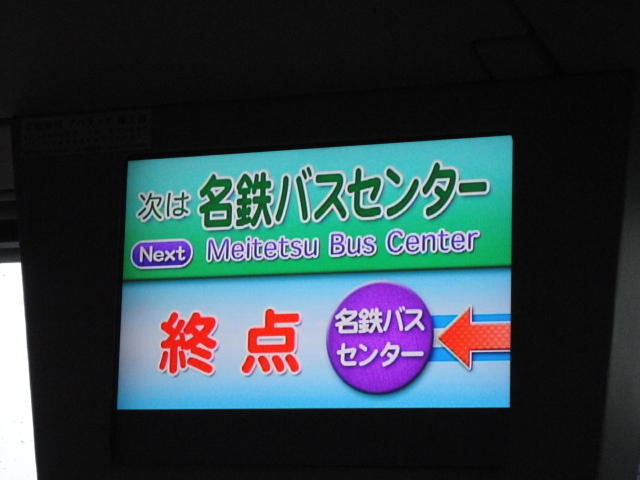 次は 名鉄バスセンター
Next Meitetsu Bus Center
終点
名鉄バス
センター